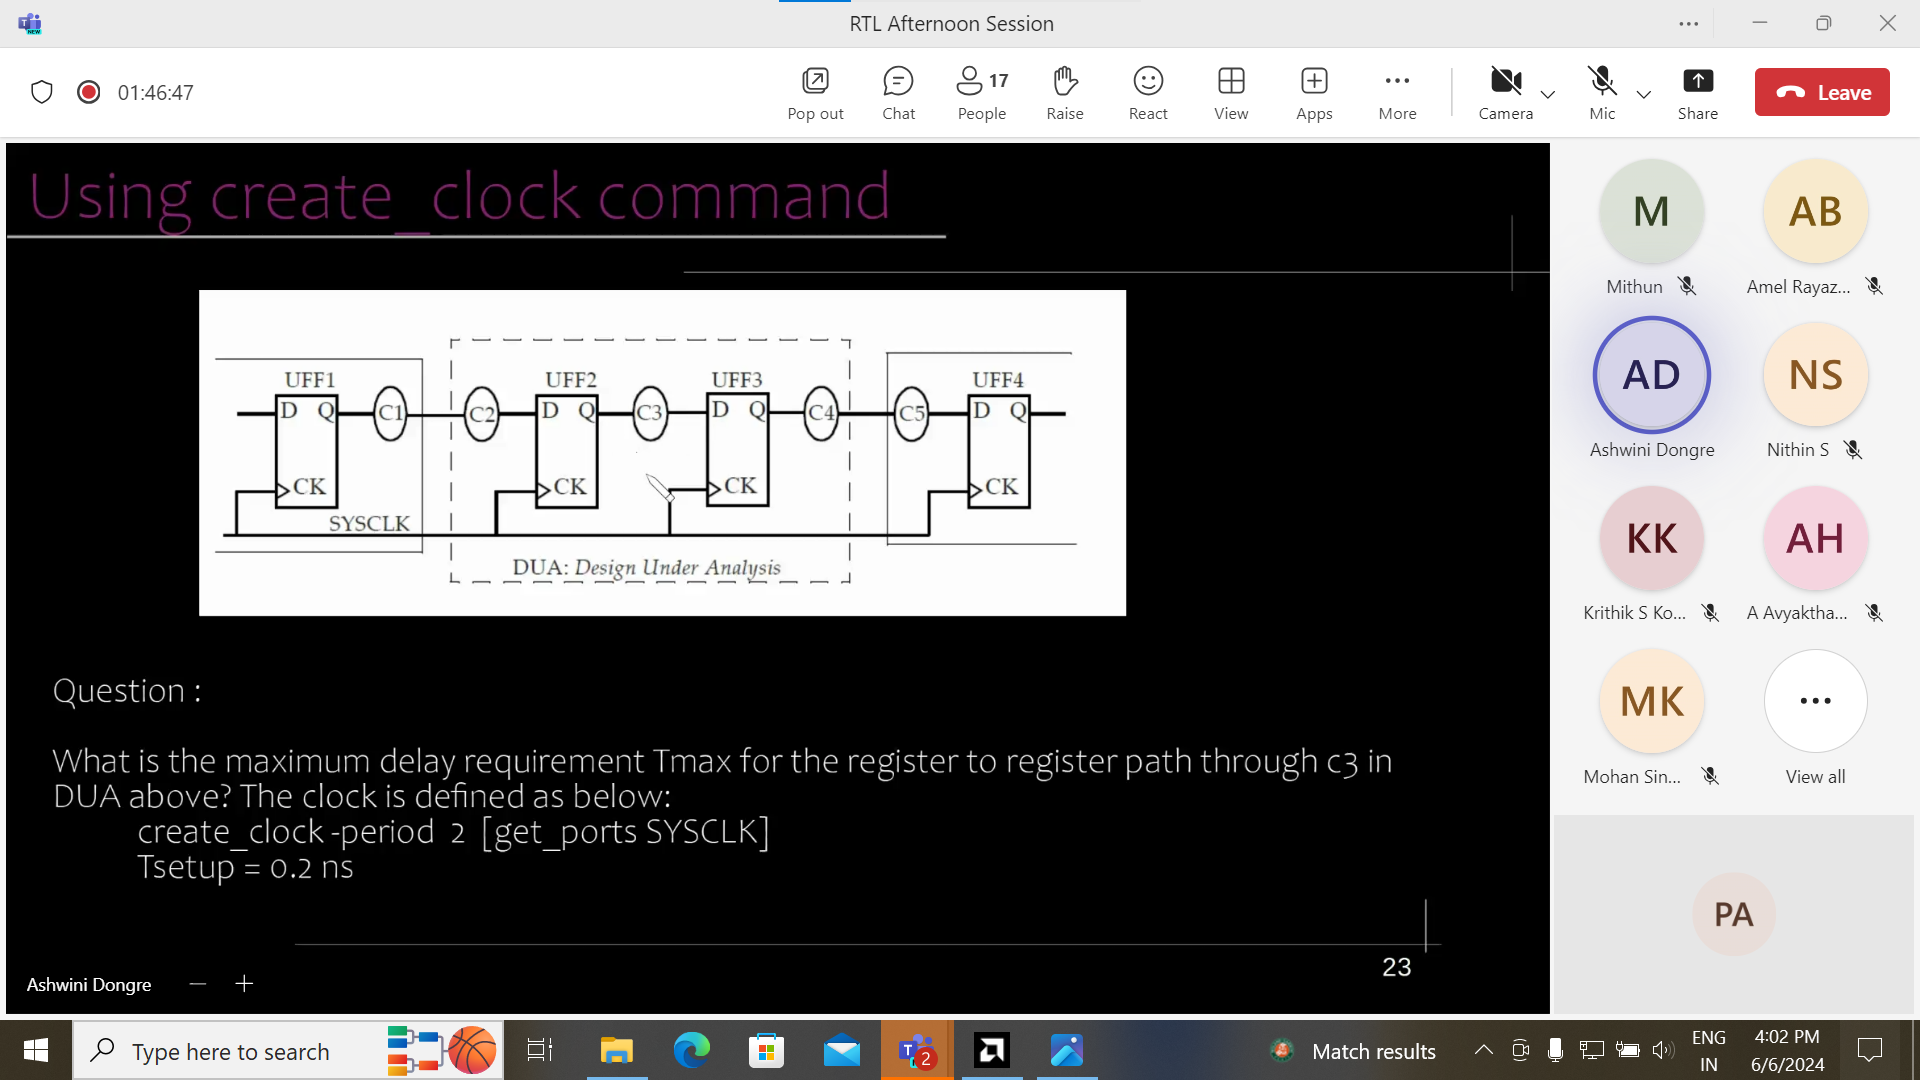 NEW
RTL Afternoon Session
01:46:47
Pop out
Chat
17
People
Raise
React
View
Apps
More
Camera
Mic
Share
Leave
Using create_clock command
UFF1
D Q
CK
C1
SYSCLK
C2
UFF2
D Q
CK
C3
UFF3
D Q
CK
C4
C5
UFF4
D Q
CK
DUA: Design Under Analysis
Question :
What is the maximum delay requirement Tmax for the register to register path through c3 in
DUA above? The clock is defined as below:
create_clock -period 2 [get_ports SYSCLK]
Tsetup = 0.2 ns
23
Ashwini Dongre
M
Mithun
AB
Amel Rayaz...
AD
Ashwini Dongre
NS
Nithin S
KK
Krithik S Ko...
AH
A Avyaktha...
MK
Mohan Sin...
View all
PA
Type here to search
T
2
Match results
ENG
IN
4:02 PM
6/6/2024